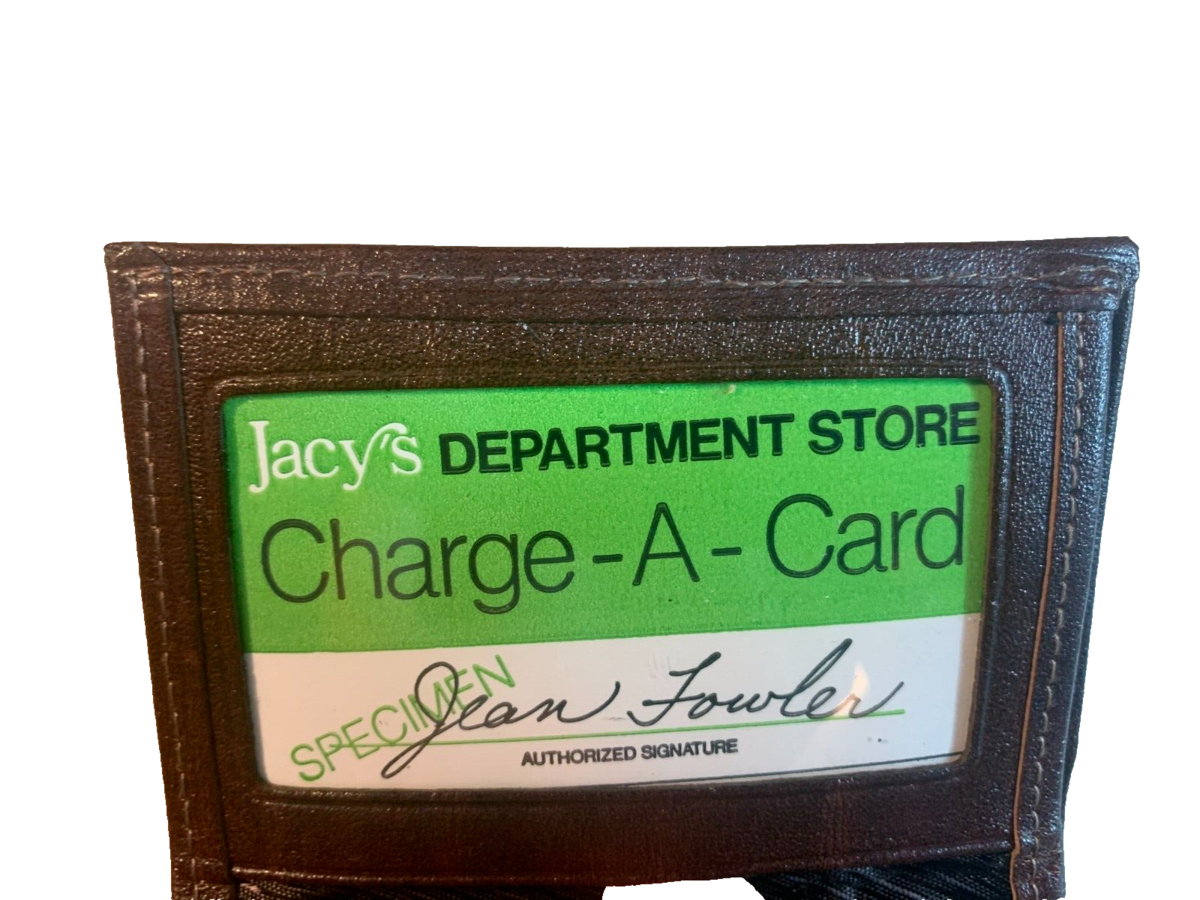 Jacy's DEPARTMENT STORE
Charge-A-Card
SPECIMEN
Jean Fowler
AUTHORIZED SIGNATURE